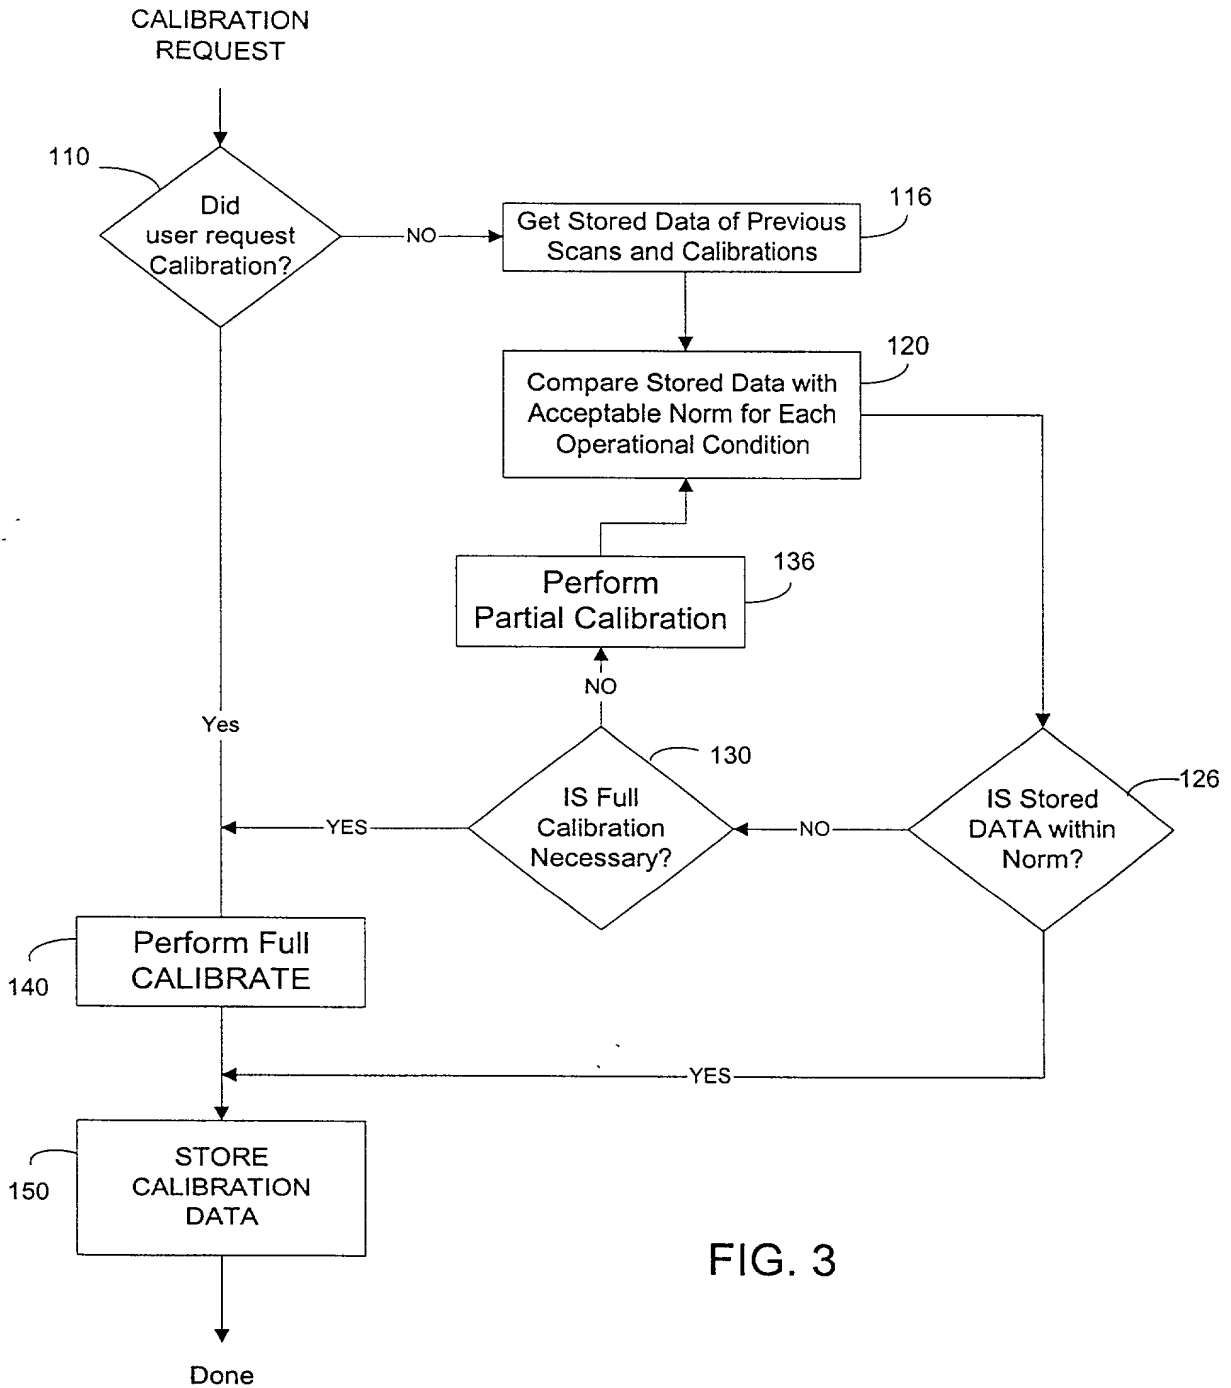 CALIBRATION
REQUEST
110
Did
user request
Calibration?
NO
Get Stored Data of Previous
Scans and Calibrations
116
Compare Stored Data with
Acceptable Norm for Each
Operational Condition
120
Perform
Partial Calibration
136
NO
Yes
IS Full
Calibration
Necessary?
130
YES
NO
IS Stored
DATA within
Norm?
126
Perform Full
CALIBRATE
140
YES
STORE
CALIBRATION
DATA
150
FIG. 3
Done